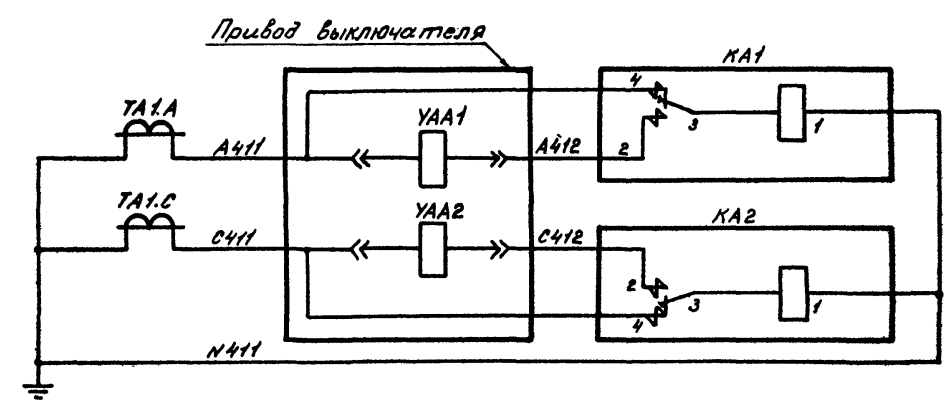 Привод выключателя
KA1
TA1.A
YAA1
4
3
1
A411
A412
2
TA1.C
YAA2
KA2
C411
C412
2
3
1
4
N411